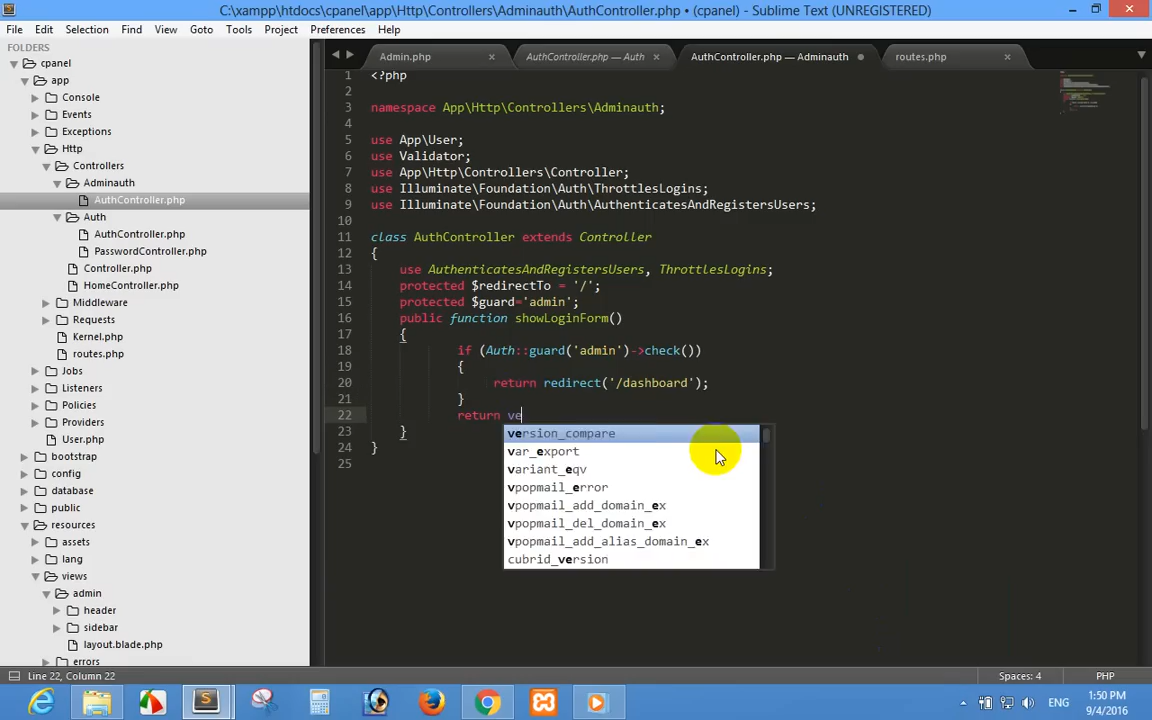 C:\xampp\htdocs\cpanel\app\Http\Controllers\Adminauth\AuthController.php • (cpanel) - Sublime Text (UNREGISTERED)
File Edit Selection Find View Goto Tools Project Preferences Help
FOLDERS
cpanel
app
Console
Events
Exceptions
Http
Controllers
Adminauth
AuthController.php
Auth
AuthController.php
PasswordController.php
Controller.php
HomeController.php
Middleware
Requests
Kernel.php
routes.php
Jobs
Listeners
Policies
Providers
User.php
bootstrap
config
database
public
resources
assets
lang
views
admin
header
sidebar
layout.blade.php
errors
Admin.php
AuthController.php — Auth
AuthController.php — Adminauth
routes.php
1 <?php
2
3 namespace App\Http\Controllers\Adminauth;
4
5 use App\User;
6 use Validator;
7 use App\Http\Controllers\Controller;
8 use Illuminate\Foundation\Auth\ThrottlesLogins;
9 use Illuminate\Foundation\Auth\AuthenticatesAndRegistersUsers;
10
11 class AuthController extends Controller
12 {
13 use AuthenticatesAndRegistersUsers, ThrottlesLogins;
14 protected $redirectTo = '/';
15 protected $guard='admin';
16 public function showLoginForm()
17 {
18 if (Auth::guard('admin')->check())
19 {
20 return redirect('/dashboard');
21 }
22 return ve
23 }
24 }
25
version_compare
var_export
variant_eqv
vpopmail_error
vpopmail_add_domain_ex
vpopmail_del_domain_ex
vpopmail_add_alias_domain_ex
cubrid_version
Line 22, Column 22
Spaces: 4
PHP
ENG
1:50 PM
9/4/2016